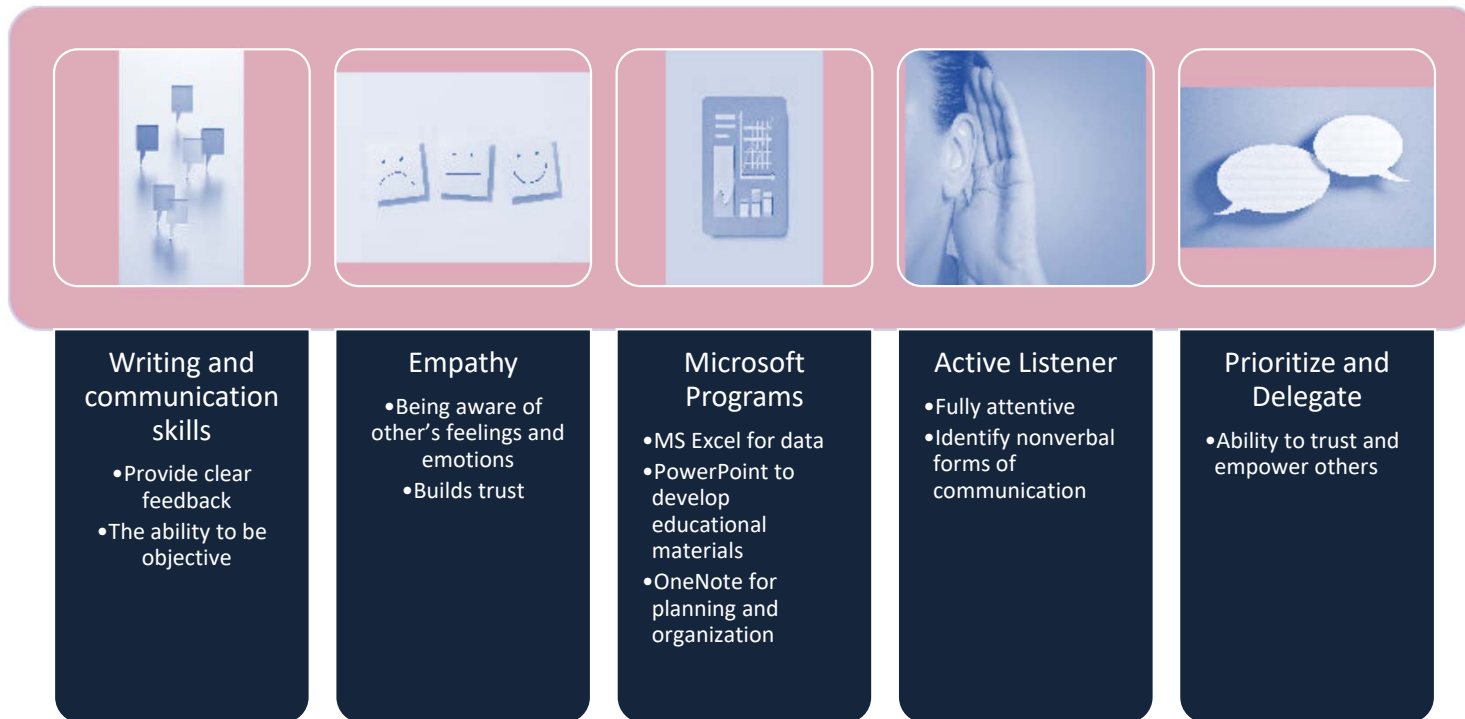 Writing and
communication
skills
•Provide clear
feedback
•The ability to be
objective
Empathy
•Being aware of
other’s feelings and
emotions
•Builds trust
Microsoft
Programs
•MS Excel for data
•PowerPoint to
develop
educational
materials
•OneNote for
planning and
organization
Active Listener
•Fully attentive
•Identify nonverbal
forms of
communication
Prioritize and
Delegate
•Ability to trust and
empower others